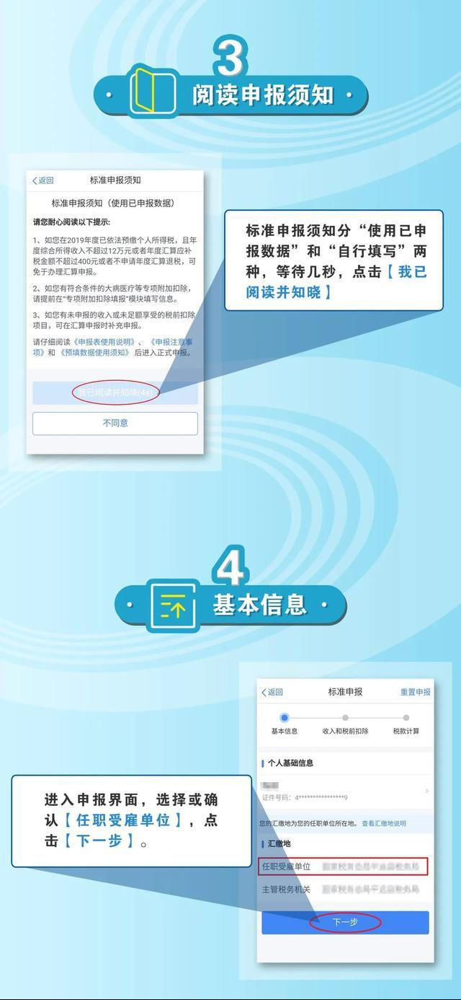 3
阅读申报须知
返回
标准申报须知
标准申报须知（使用已申报数据）
请您耐心阅读以下提示:
1、如您在2019年度已依法预缴个人所得税，且年
度综合所得收入不超过12万元或者年度汇算应补
税金额不超过400元或者不申请年度汇算退税，可
免于办理汇算申报。
2、如您有符合条件的大病医疗等专项附加扣除，
请提前在“专项附加扣除填报”模块填写信息。
3、如您有未申报的收入或未足额享受的税前扣除
项目，可在汇算申报时补充申报。
请仔细阅读《申报表使用说明》、《申报注意事
项》和《预填数据使用须知》后进入正式申报。
我已阅读并知晓(4s)
不同意
标准申报须知分“使用已申
报数据”和“自行填写”两
种，等待几秒，点击【我已
阅读并知晓】
4
基本信息
返回
标准申报
重置申报
基本信息
收入和税前扣除
税款计算
个人基础信息
证件号码：4****************9
您的汇缴地为您的任职单位所在地。查看汇缴地说明
汇缴地
任职受雇单位
主管税务机关
下一步
进入申报界面，选择或确
认【任职受雇单位】，点
击【下一步】。